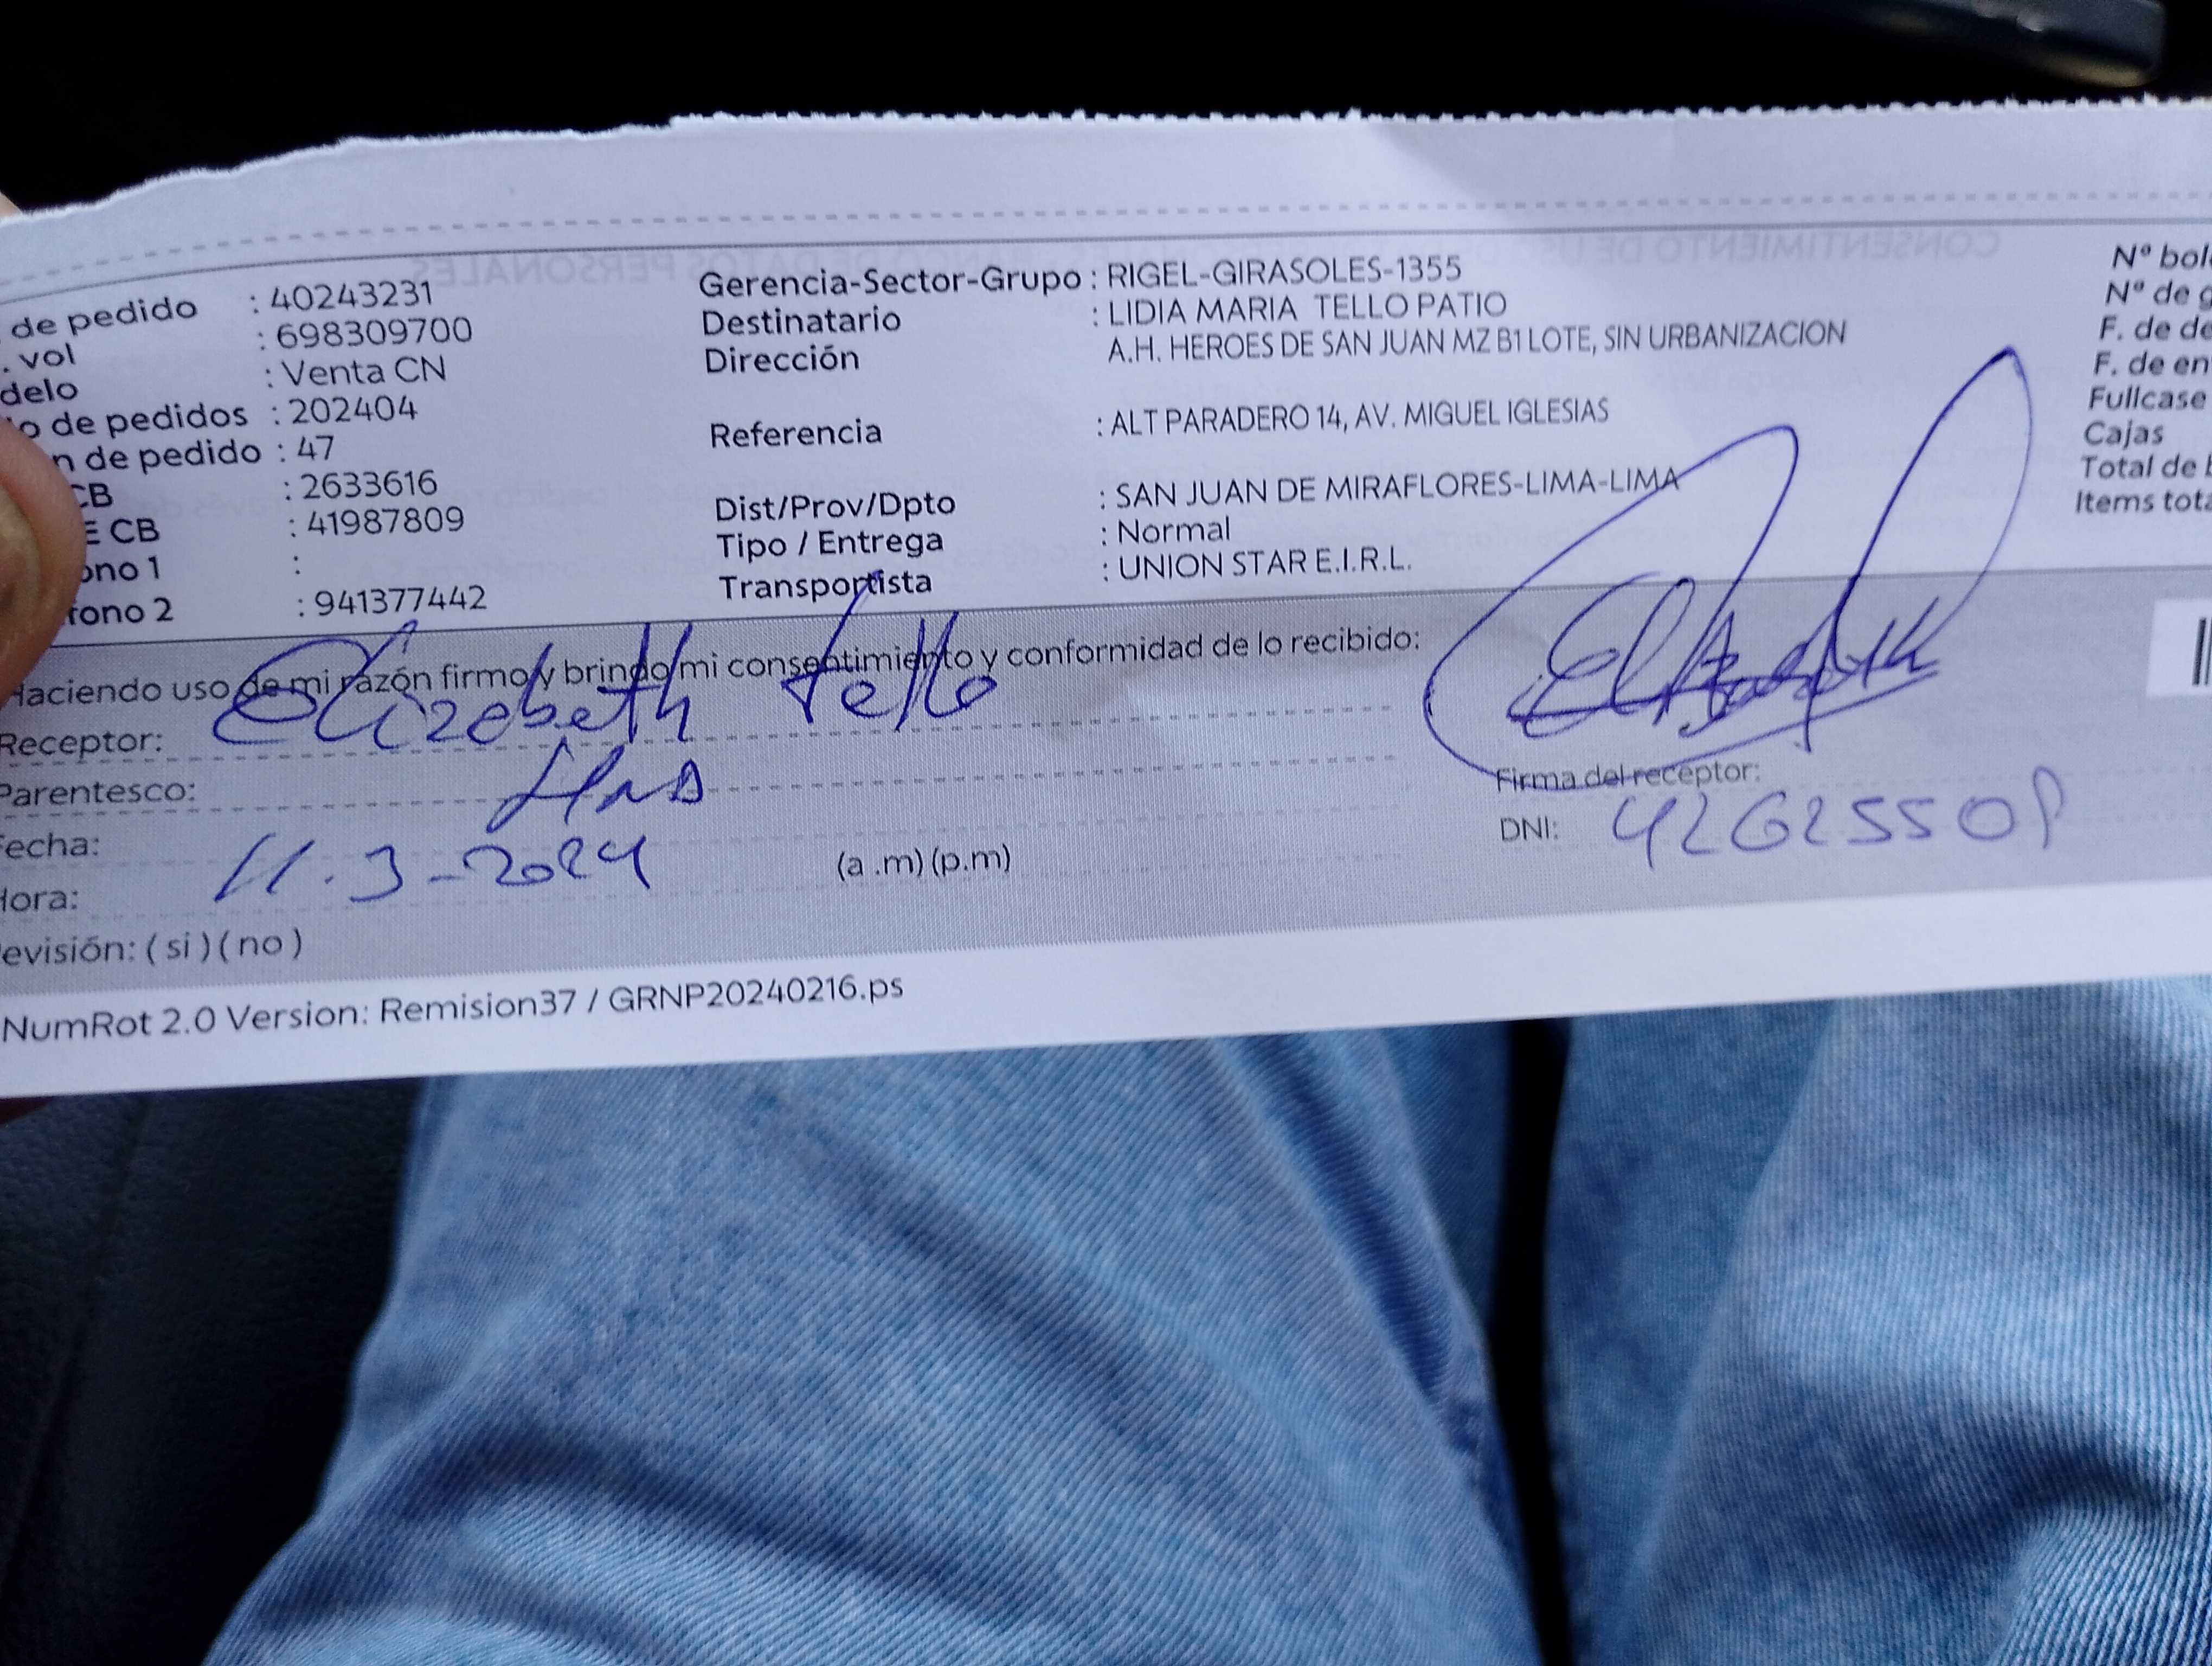 de pedido : 40243231
. vol : 698309700
delo : Venta CN
o de pedidos : 202404
n de pedido : 47
CB : 2633616
E CB : 41987809
ono 1 :
fono 2 : 941377442
Gerencia-Sector-Grupo : RIGEL-GIRASOLES-1355
Destinatario : LIDIA MARIA TELLO PATIO
Dirección A.H. HEROES DE SAN JUAN MZ B1 LOTE, SIN URBANIZACION
Referencia : ALT PARADERO 14, AV. MIGUEL IGLESIAS
Dist/Prov/Dpto : SAN JUAN DE MIRAFLORES-LIMA-LIMA
Tipo / Entrega : Normal
Transportista : UNION STAR E.I.R.L.
Nº bol
Nº de g
F. de de
F. de en
Fullcase
Cajas
Total de b
Items tota
Haciendo uso de mi razón firmo y brindo mi consentimiento y conformidad de lo recibido:
Receptor: Elizebeth Tello
Parentesco:
Fecha: 11.3-2024
Hora: (a .m) (p.m)
evisión: ( si ) ( no )
Firma del receptor:
DNI:
NumRot 2.0 Version: Remision37 / GRNP20240216.ps